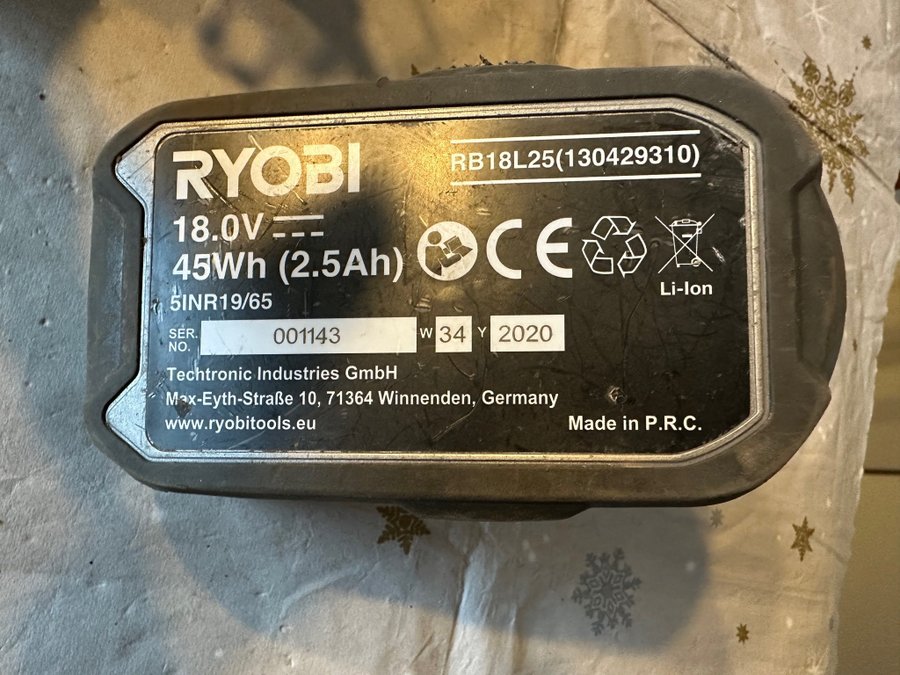 RYOBI
RB18L25(130429310)
18.0V
45Wh (2.5Ah)
CE
Li-Ion
5INR19/65
SER. NO. 001143 W 34 Y 2020
Techtronic Industries GmbH
Max-Eyth-Straße 10, 71364 Winnenden, Germany
www.ryobitools.eu
Made in P.R.C.